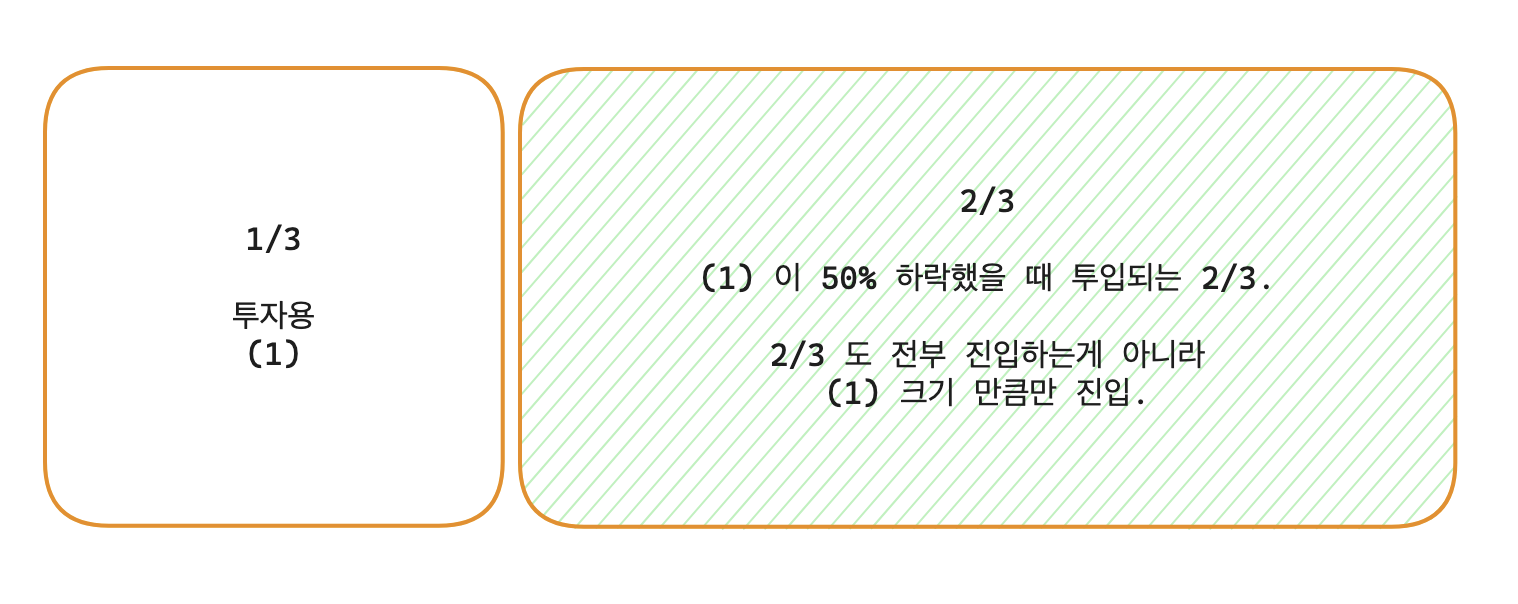 1/3
투자용
(1)
2/3
(1) 이 50% 하락했을 때 투입되는 2/3.
2/3 도 전부 진입하는게 아니라
(1) 크기 만큼만 진입.